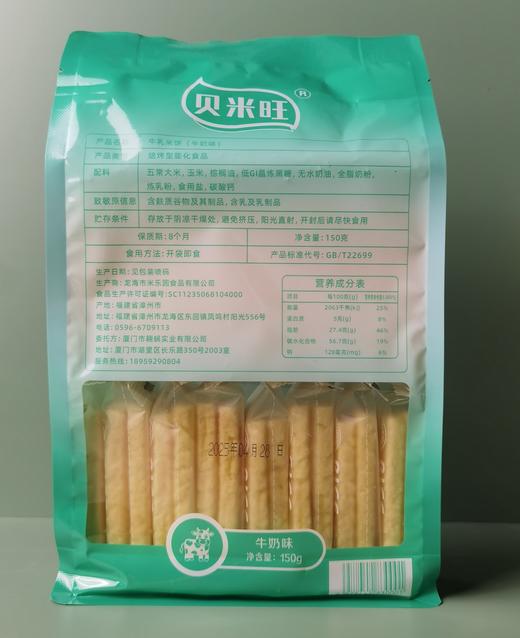 贝米旺®
产品名称 牛乳米饼（牛奶味）
产品类型 焙烤型膨化食品
配料 五常大米,玉米,棕榈油,低GI晶炼黑糖,无水奶油,全脂奶粉,
炼乳粉,食用盐,碳酸钙
致敏原信息 含麸质谷物及其制品,含乳及乳制品
贮存条件 存放于阴凉干燥处,避免挤压,阳光直射,开封后请尽快食用
保质期:8个月 净含量:150克
食用方法:开袋即食 产品标准代号:GB/T22699
生产日期:见包装喷码
生产商:龙海市米乐园食品有限公司
食品生产许可证编号:SC11235068104000
产地:福建省漳州市
地址:福建省漳州市龙海区东园镇凤鸣村阳光556号
电话:0596-6709113
委托方:厦门市耕锅实业有限公司
地址:厦门市湖里区长乐路350号2003
服务热线:18959290804
营养成分表
项目 每100克(g) 营养素参考值%(NRV%)
能量 2063千焦(kJ) 25%
蛋白质 5克(g) 8%
脂肪 27.4克(g) 46%
碳水化合物 56.7克(g) 19%
钠 128毫克(mg) 6%
2025年04月28日
牛奶味
净含量:150g